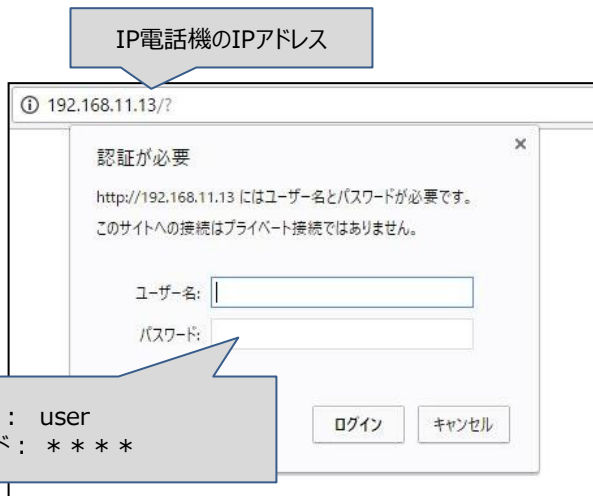 IP電話機のIPアドレス
192.168.11.13/?
認証が必要
×
http://192.168.11.13 にはユーザー名とパスワードが必要です。
このサイトへの接続はプライベート接続ではありません。
ユーザー名:
パスワード:
: user
ド: ＊＊＊＊
ログイン キャンセル